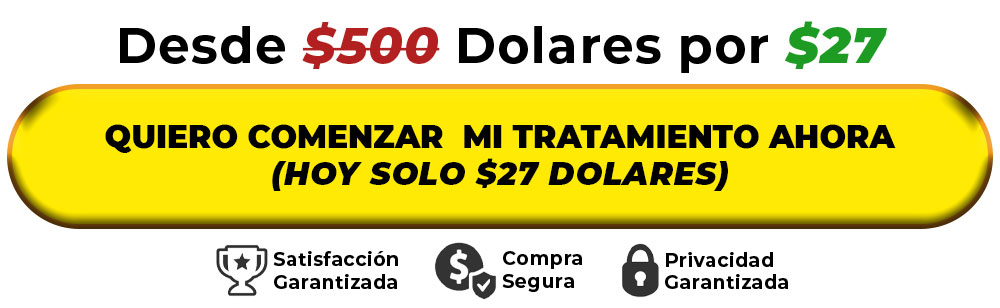 Desde $500 Dolares por $27
QUIERO COMENZAR MI TRATAMIENTO AHORA
(HOY SOLO $27 DOLARES)
Satisfacción
Garantizada
Compra
Segura
Privacidad
Garantizada